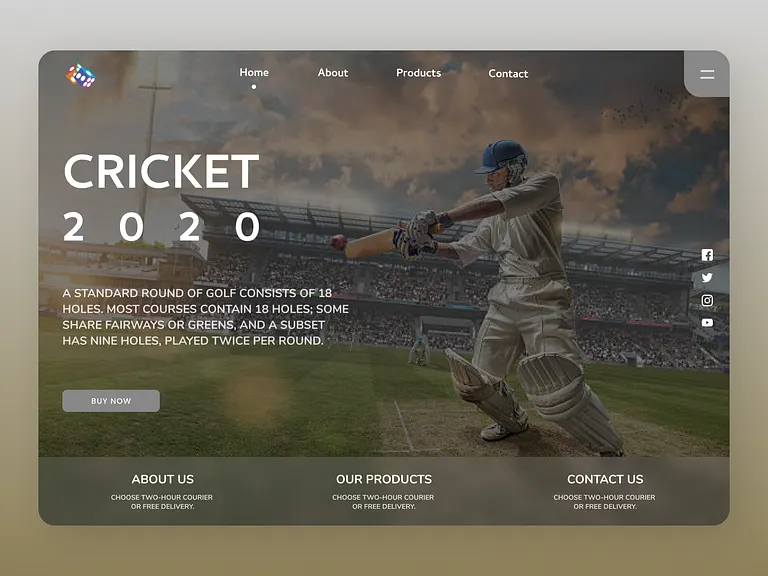 Home About Products Contact
CRICKET
2 0 2 0
A STANDARD ROUND OF GOLF CONSISTS OF 18
HOLES. MOST COURSES CONTAIN 18 HOLES; SOME
SHARE FAIRWAYS OR GREENS, AND A SUBSET
HAS NINE HOLES, PLAYED TWICE PER ROUND.
BUY NOW
ABOUT US
CHOOSE TWO-HOUR COURIER
OR FREE DELIVERY.
OUR PRODUCTS
CHOOSE TWO-HOUR COURIER
OR FREE DELIVERY.
CONTACT US
CHOOSE TWO-HOUR COURIER
OR FREE DELIVERY.